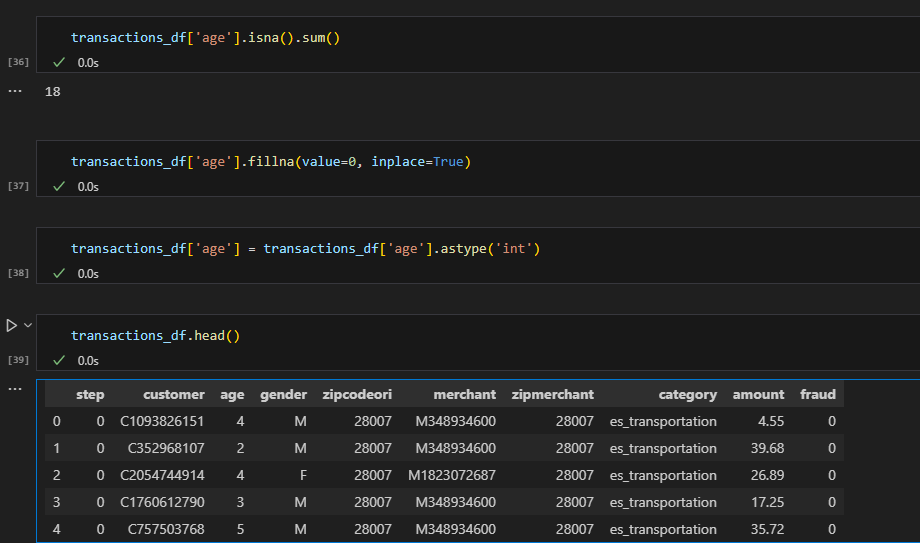 transactions_df['age'].isna().sum()
[36] 0.0s
... 18
transactions_df['age'].fillna(value=0, inplace=True)
[37] 0.0s
transactions_df['age'] = transactions_df['age'].astype('int')
[38] 0.0s
transactions_df.head()
[39] 0.0s
...
step customer age gender zipcodeori merchant zipmerchant category amount fraud
0 0 C1093826151 4 M 28007 M348934600 28007 es_transportation 4.55 0
1 0 C352968107 2 M 28007 M348934600 28007 es_transportation 39.68 0
2 0 C2054744914 4 F 28007 M1823072687 28007 es_transportation 26.89 0
3 0 C1760612790 3 M 28007 M348934600 28007 es_transportation 17.25 0
4 0 C757503768 5 M 28007 M348934600 28007 es_transportation 35.72 0